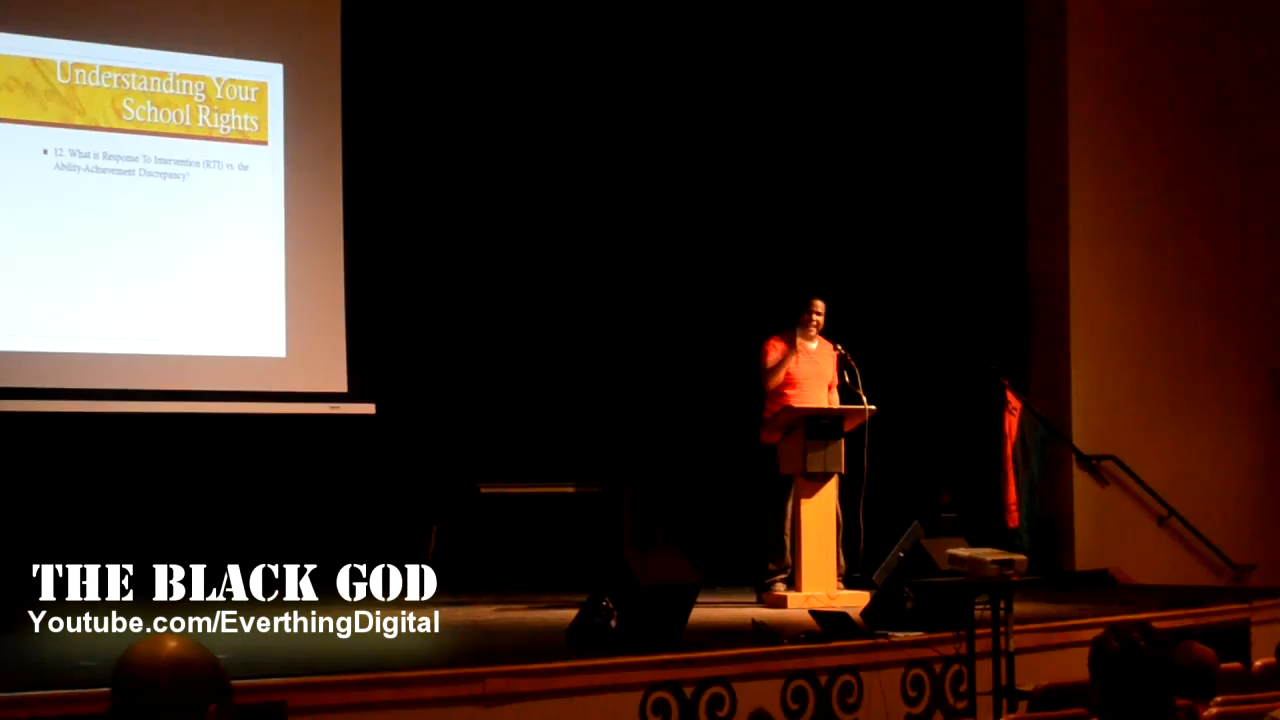 Understanding Your
School Rights
12. What is Response To Intervention (RTI) vs. the
Ability-Achievement Discrepancy?
THE BLACK GOD
Youtube.com/EverthingDigital